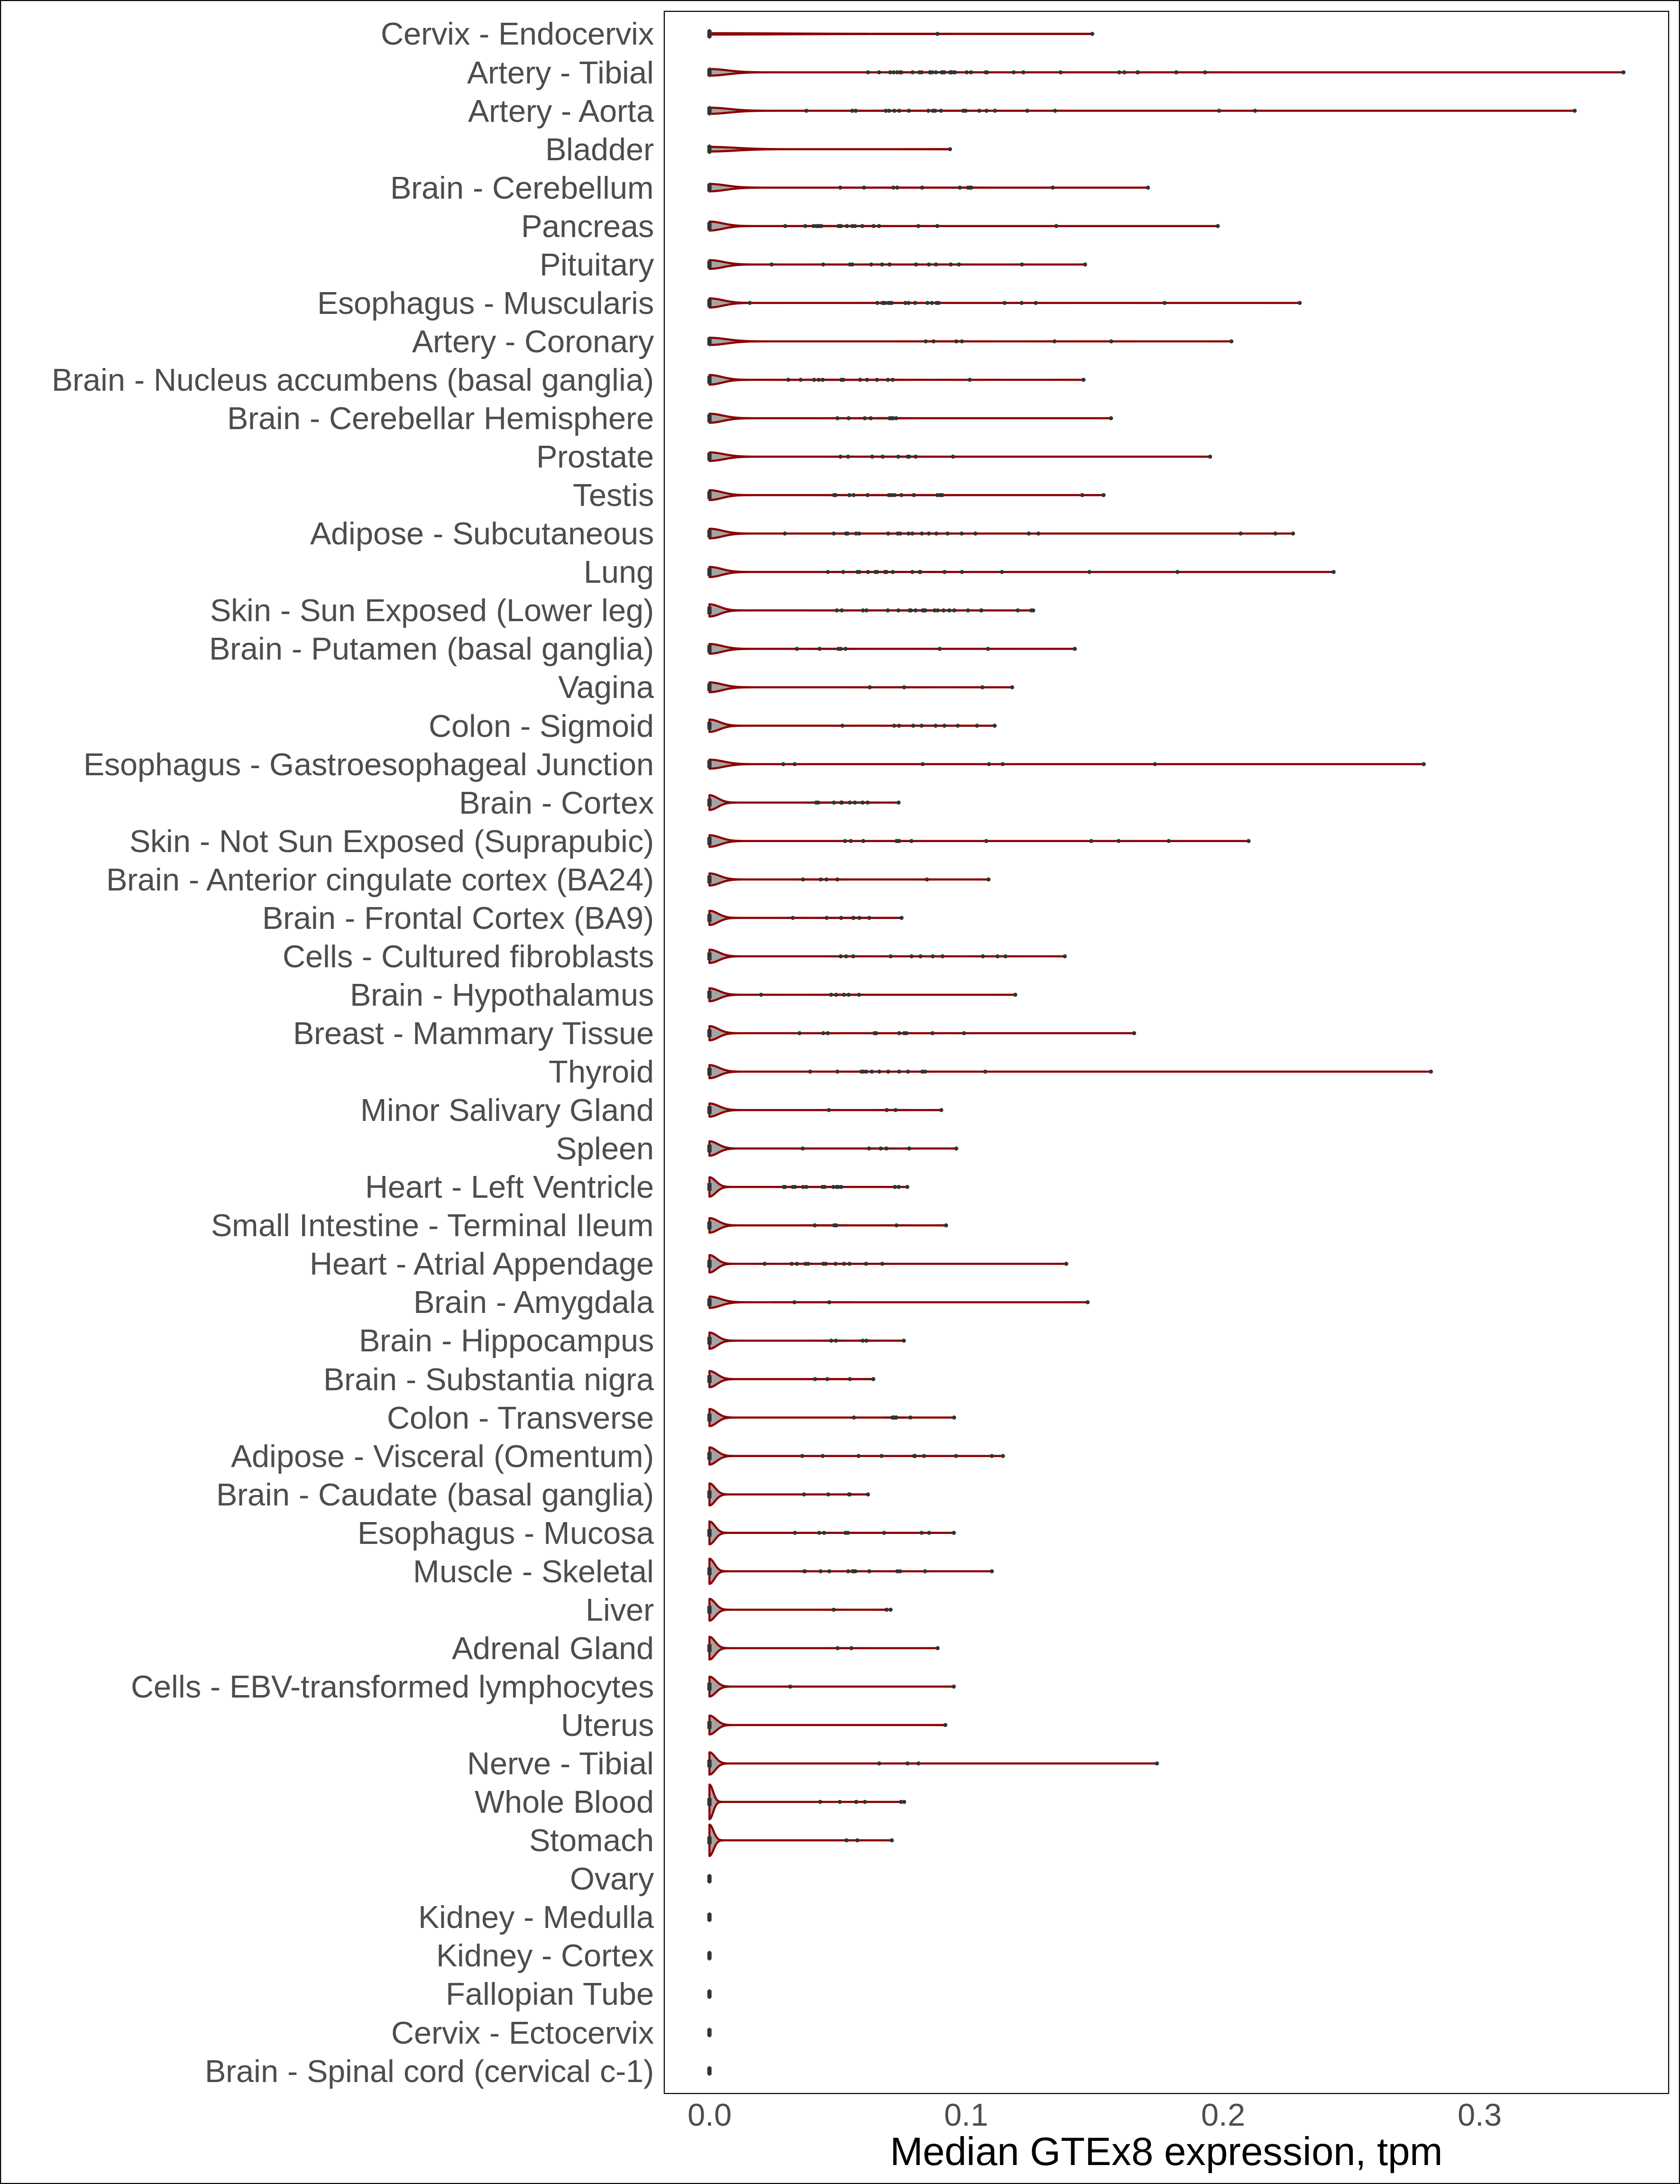 Cervix - Endocervix
Artery - Tibial
Artery - Aorta
Bladder
Brain - Cerebellum
Pancreas
Pituitary
Esophagus - Muscularis
Artery - Coronary
Brain - Nucleus accumbens (basal ganglia)
Brain - Cerebellar Hemisphere
Prostate
Testis
Adipose - Subcutaneous
Lung
Skin - Sun Exposed (Lower leg)
Brain - Putamen (basal ganglia)
Vagina
Colon - Sigmoid
Esophagus - Gastroesophageal Junction
Brain - Cortex
Skin - Not Sun Exposed (Suprapubic)
Brain - Anterior cingulate cortex (BA24)
Brain - Frontal Cortex (BA9)
Cells - Cultured fibroblasts
Brain - Hypothalamus
Breast - Mammary Tissue
Thyroid
Minor Salivary Gland
Spleen
Heart - Left Ventricle
Small Intestine - Terminal Ileum
Heart - Atrial Appendage
Brain - Amygdala
Brain - Hippocampus
Brain - Substantia nigra
Colon - Transverse
Adipose - Visceral (Omentum)
Brain - Caudate (basal ganglia)
Esophagus - Mucosa
Muscle - Skeletal
Liver
Adrenal Gland
Cells - EBV-transformed lymphocytes
Uterus
Nerve - Tibial
Whole Blood
Stomach
Ovary
Kidney - Medulla
Kidney - Cortex
Fallopian Tube
Cervix - Ectocervix
Brain - Spinal cord (cervical c-1)
0.0 0.1 0.2 0.3
Median GTEx8 expression, tpm